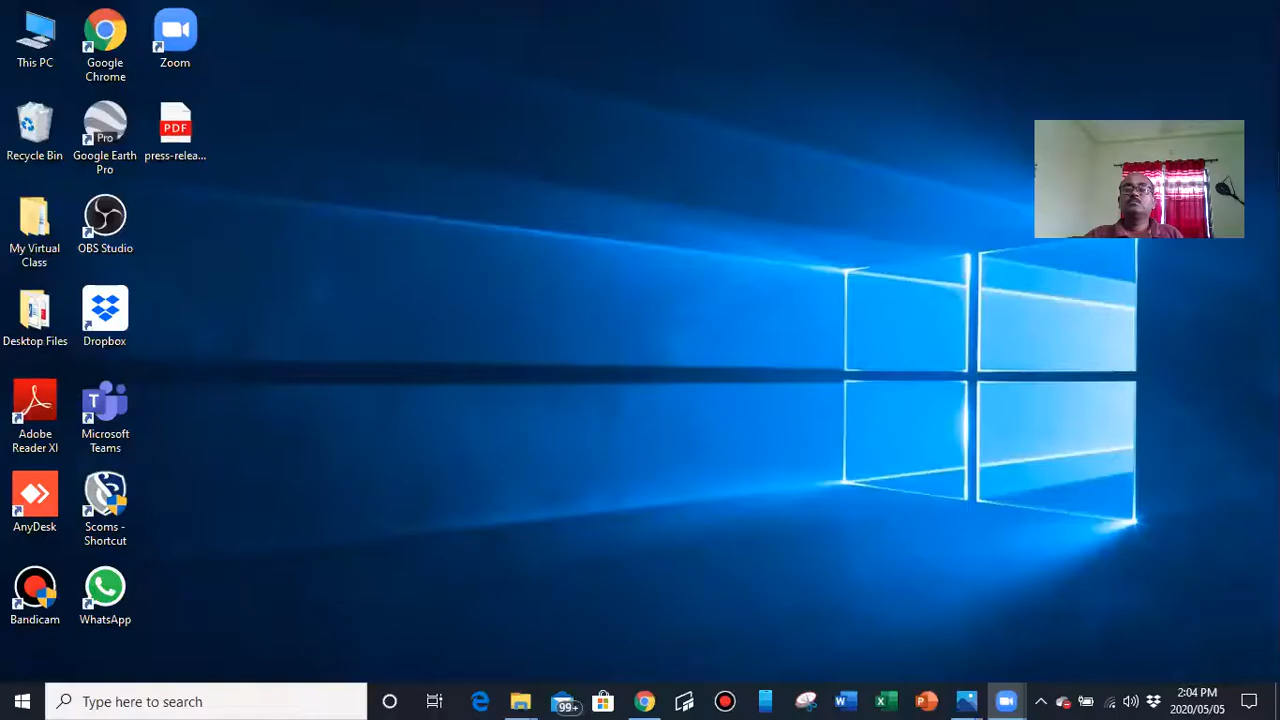 This PC
Google
Chrome
Zoom
Recycle Bin
Pro
Google Earth
Pro
PDF
press-relea...
My Virtual
Class
OBS Studio
Desktop Files
Dropbox
Adobe
Reader XI
T
Microsoft
Teams
AnyDesk
Scoms -
Shortcut
Bandicam
WhatsApp
Type here to search
99+
2:04 PM
2020/05/05